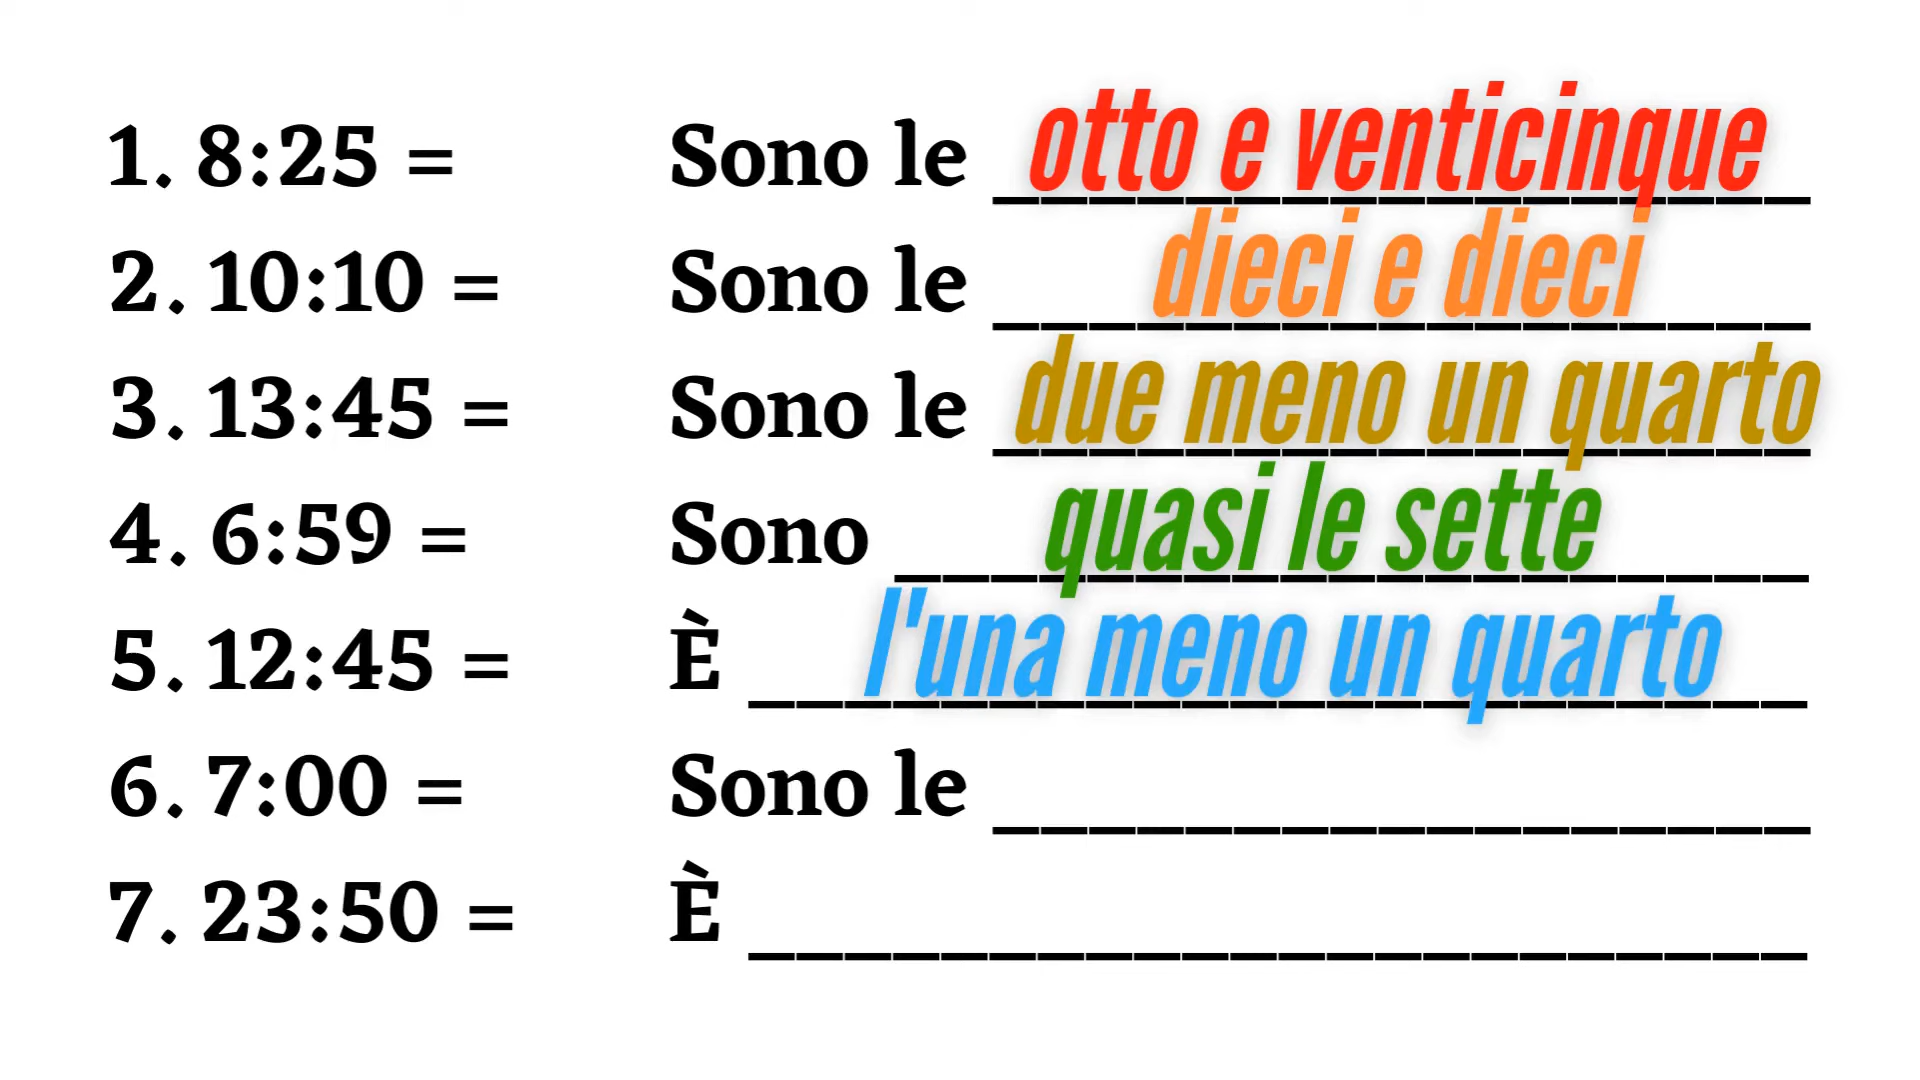 1. 8:25 = Sono le otto e venticinque
2. 10:10 = Sono le dieci e dieci
3. 13:45 = Sono le due meno un quarto
4. 6:59 = Sono quasi le sette
5. 12:45 = È l'una meno un quarto
6. 7:00 = Sono le _________________
7. 23:50 = È ______________________